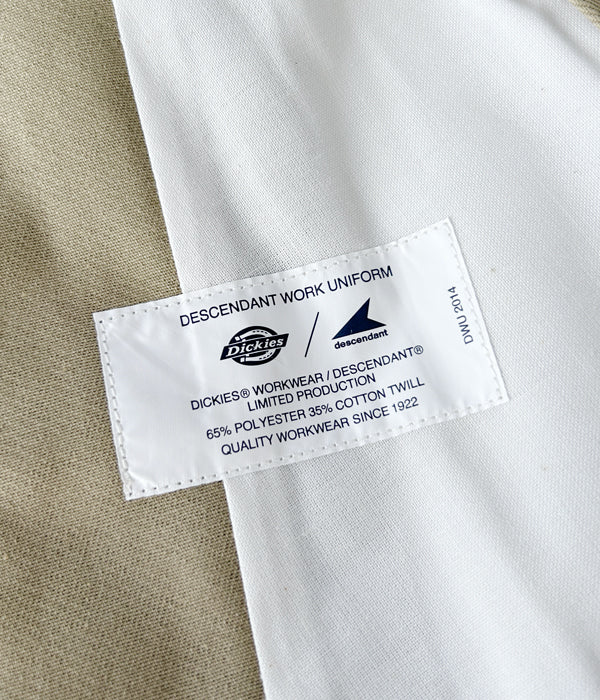 DESCENDANT WORK UNIFORM
Dickies / descendant
DICKIES® WORKWEAR / DESCENDANT®
LIMITED PRODUCTION
65% POLYESTER 35% COTTON TWILL
QUALITY WORKWEAR SINCE 1922
DWU 2014